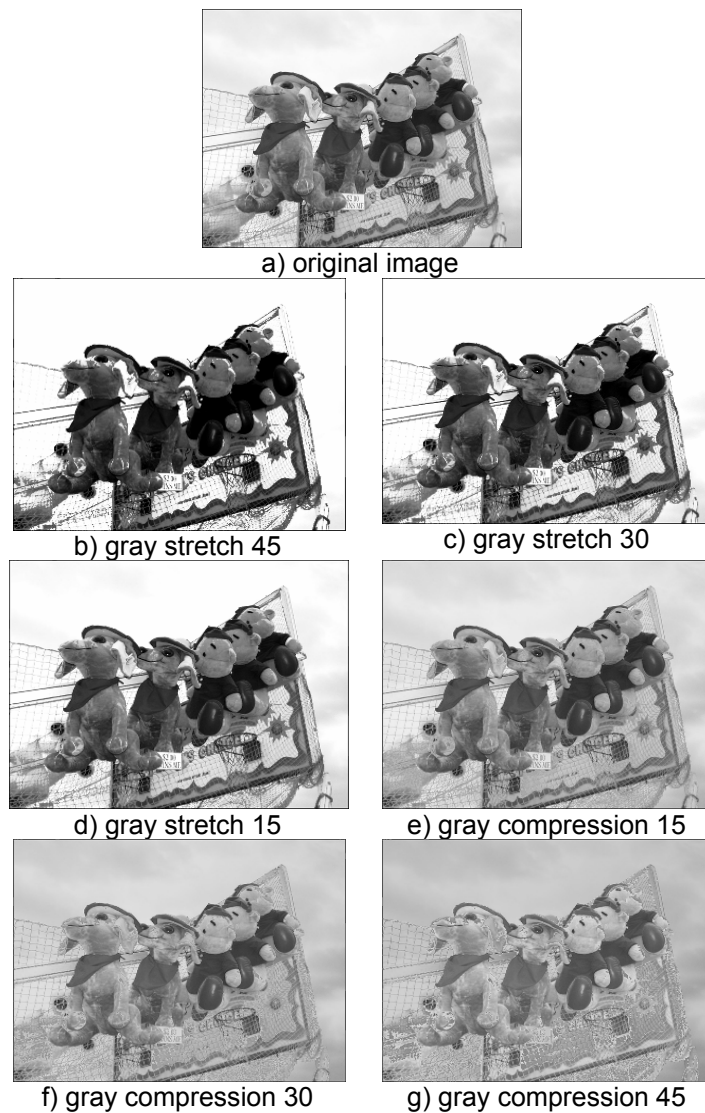 a) original image
b) gray stretch 45
c) gray stretch 30
d) gray stretch 15
e) gray compression 15
f) gray compression 30
g) gray compression 45